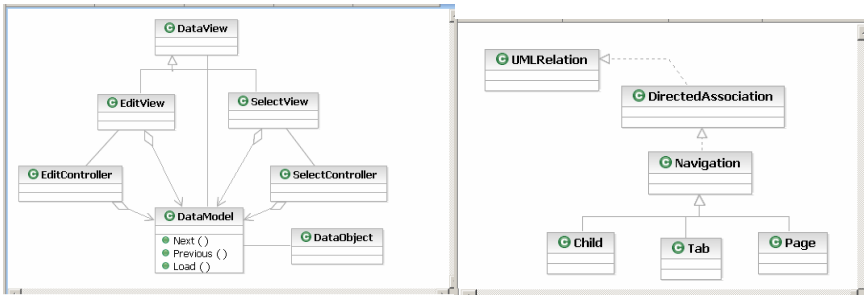 DataView
EditView
SelectView
EditController
SelectController
DataModel
Next ( )
Previous ( )
Load ( )
DataObject
UMLRelation
DirectedAssociation
Navigation
Child
Tab
Page